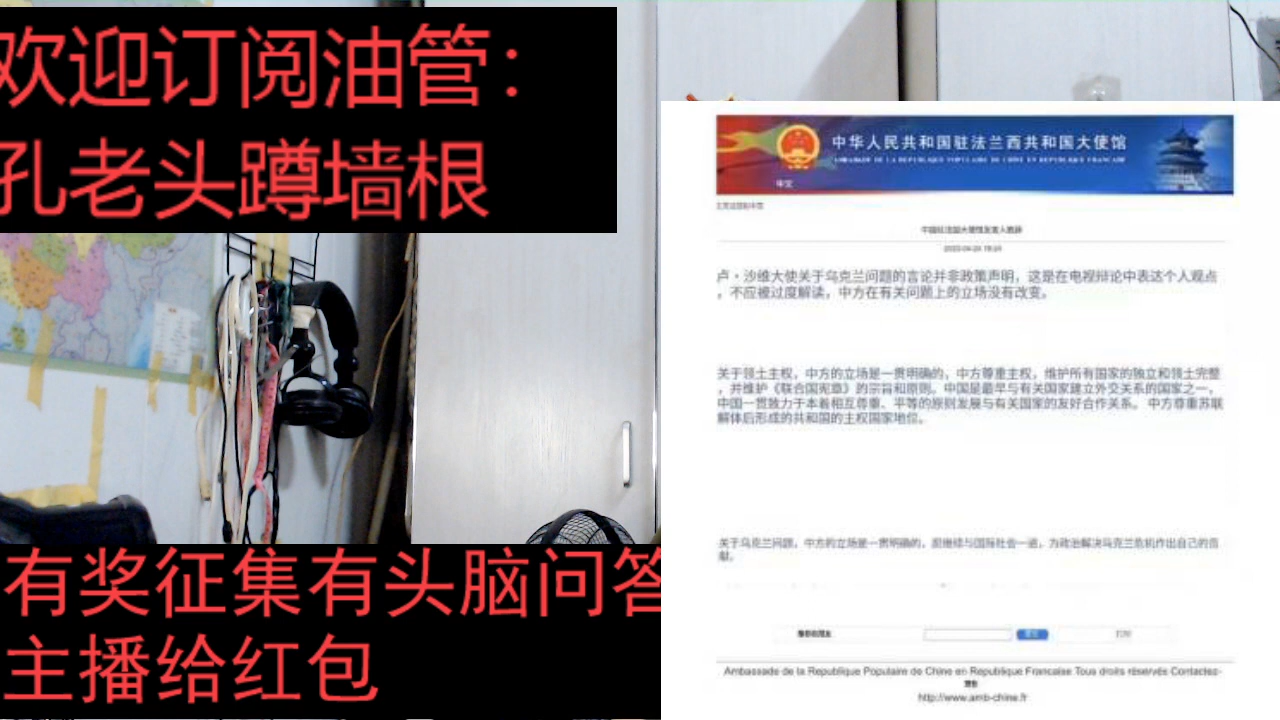 欢迎订阅油管：
孔老头蹲墙根
中华人民共和国驻法兰西共和国大使馆
AMBASSADE DE LA REPUBLIQUE POPULAIRE DE CHINE EN REPUBLIQUE FRANCAISE
中文
中国驻法国大使馆发言人教辞
卢・沙维大使关于乌克兰问题的言论并非政策声明，这是在电视辩论中表达个人观点
，不应被过度解读，中方在有关问题上的立场没有改变。
关于领土主权，中方的立场是一贯明确的，中方尊重主权，维护所有国家的独立和领土完整
，并维护《联合国宪章》的宗旨和原则。中国是最早与有关国家建立外交关系的国家之一，
中国一贯致力于本着相互尊重、平等的原则发展与有关国家的友好合作关系。 中方尊重苏联
解体后形成的共和国的主权国家地位。
关于乌克兰问题，中方的立场是一贯明确的，愿继续与国际社会一道，为政治解决乌克兰危机作出自己的贡
献。
Ambassade de la Republique Populaire de Chine en Republique Francaise Tous droits réservés Contactez-
http://www.amb-chine.fr
有奖征集有头脑问答
主播给红包